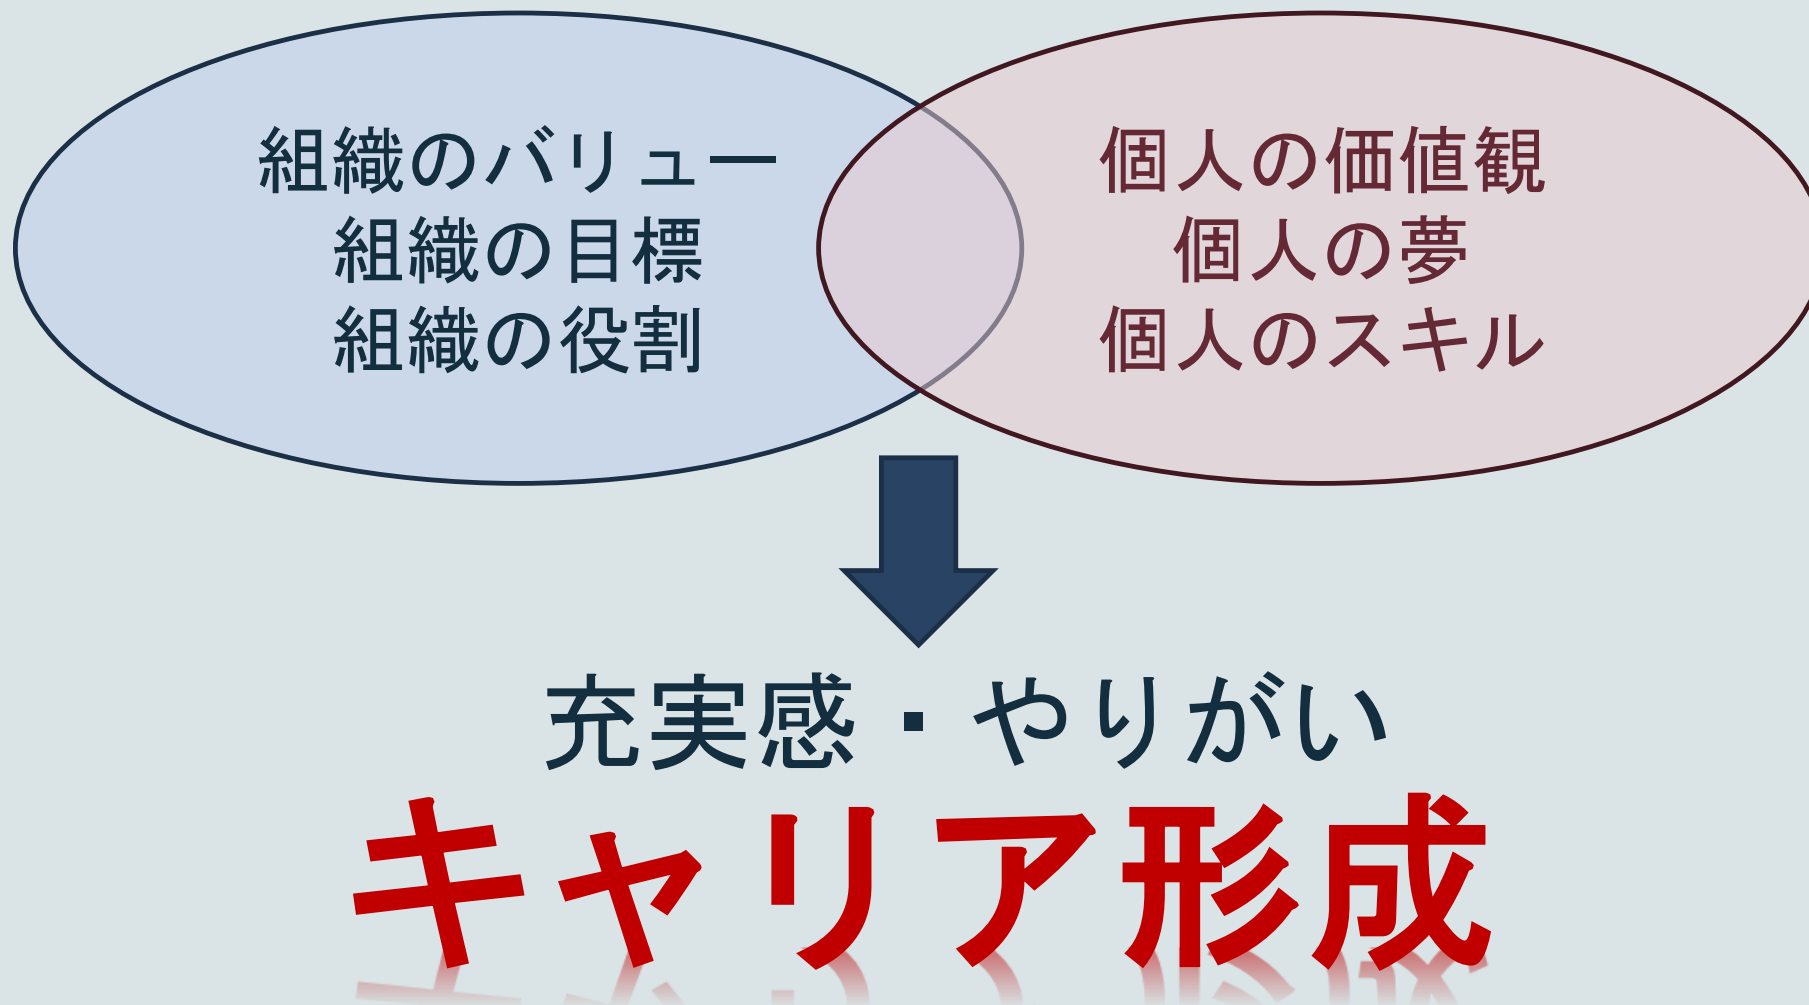 組織のバリュー
組織の目標
組織の役割
個人の価値観
個人の夢
個人のスキル
充実感・やりがい
キャリア形成